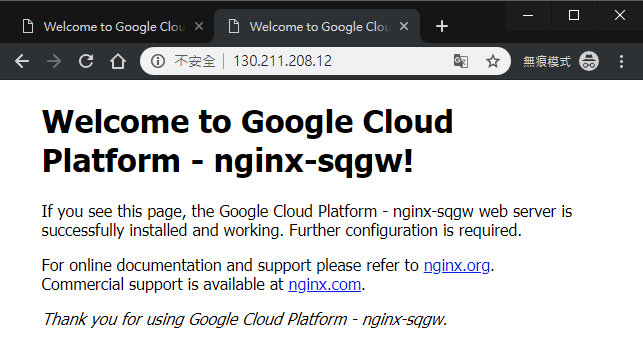 Welcome to Google Clou
Welcome to Google Clou
不安全
130.211.208.12
無痕模式
Welcome to Google Cloud
Platform - nginx-sqgw!
If you see this page, the Google Cloud Platform - nginx-sqgw web server is
successfully installed and working. Further configuration is required.
For online documentation and support please refer to nginx.org.
Commercial support is available at nginx.com.
Thank you for using Google Cloud Platform - nginx-sqgw.